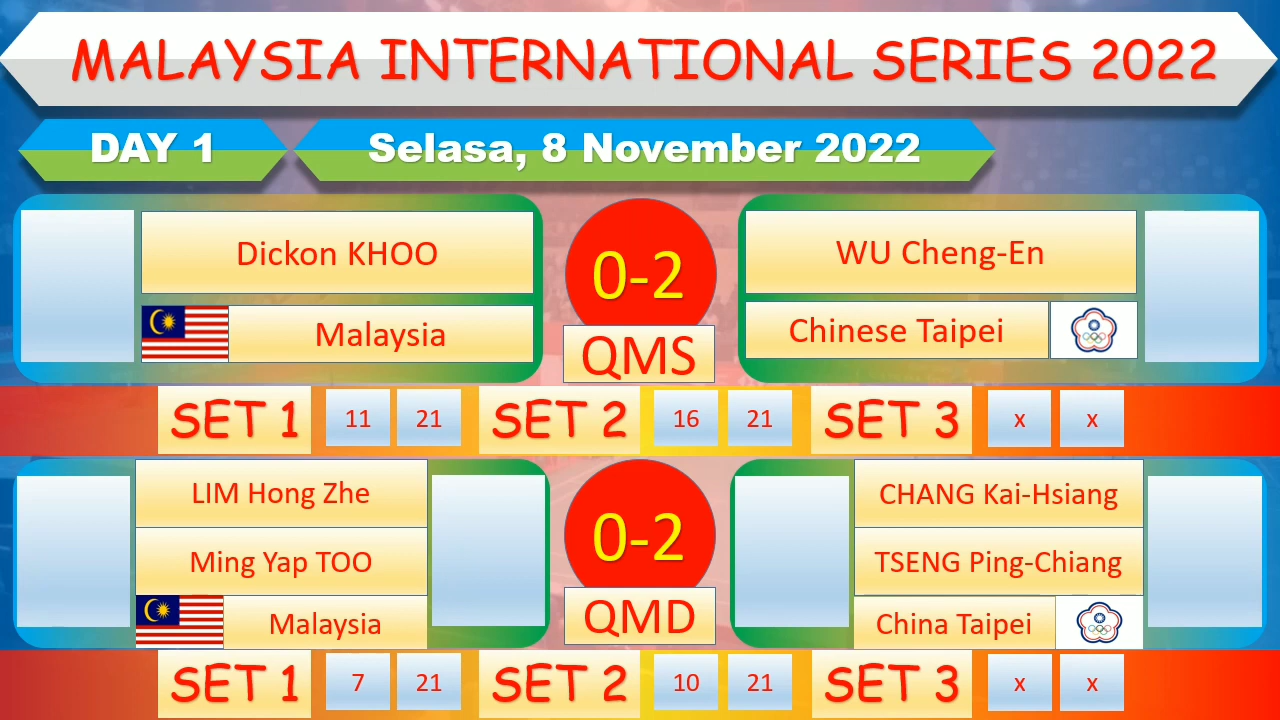 MALAYSIA INTERNATIONAL SERIES 2022
DAY 1
Selasa, 8 November 2022
Dickon KHOO
Malaysia
0-2
QMS
WU Cheng-En
Chinese Taipei
SET 1 11 21 SET 2 16 21 SET 3 x x
LIM Hong Zhe
Ming Yap TOO
Malaysia
0-2
QMD
CHANG Kai-Hsiang
TSENG Ping-Chiang
China Taipei
SET 1 7 21 SET 2 10 21 SET 3 x x